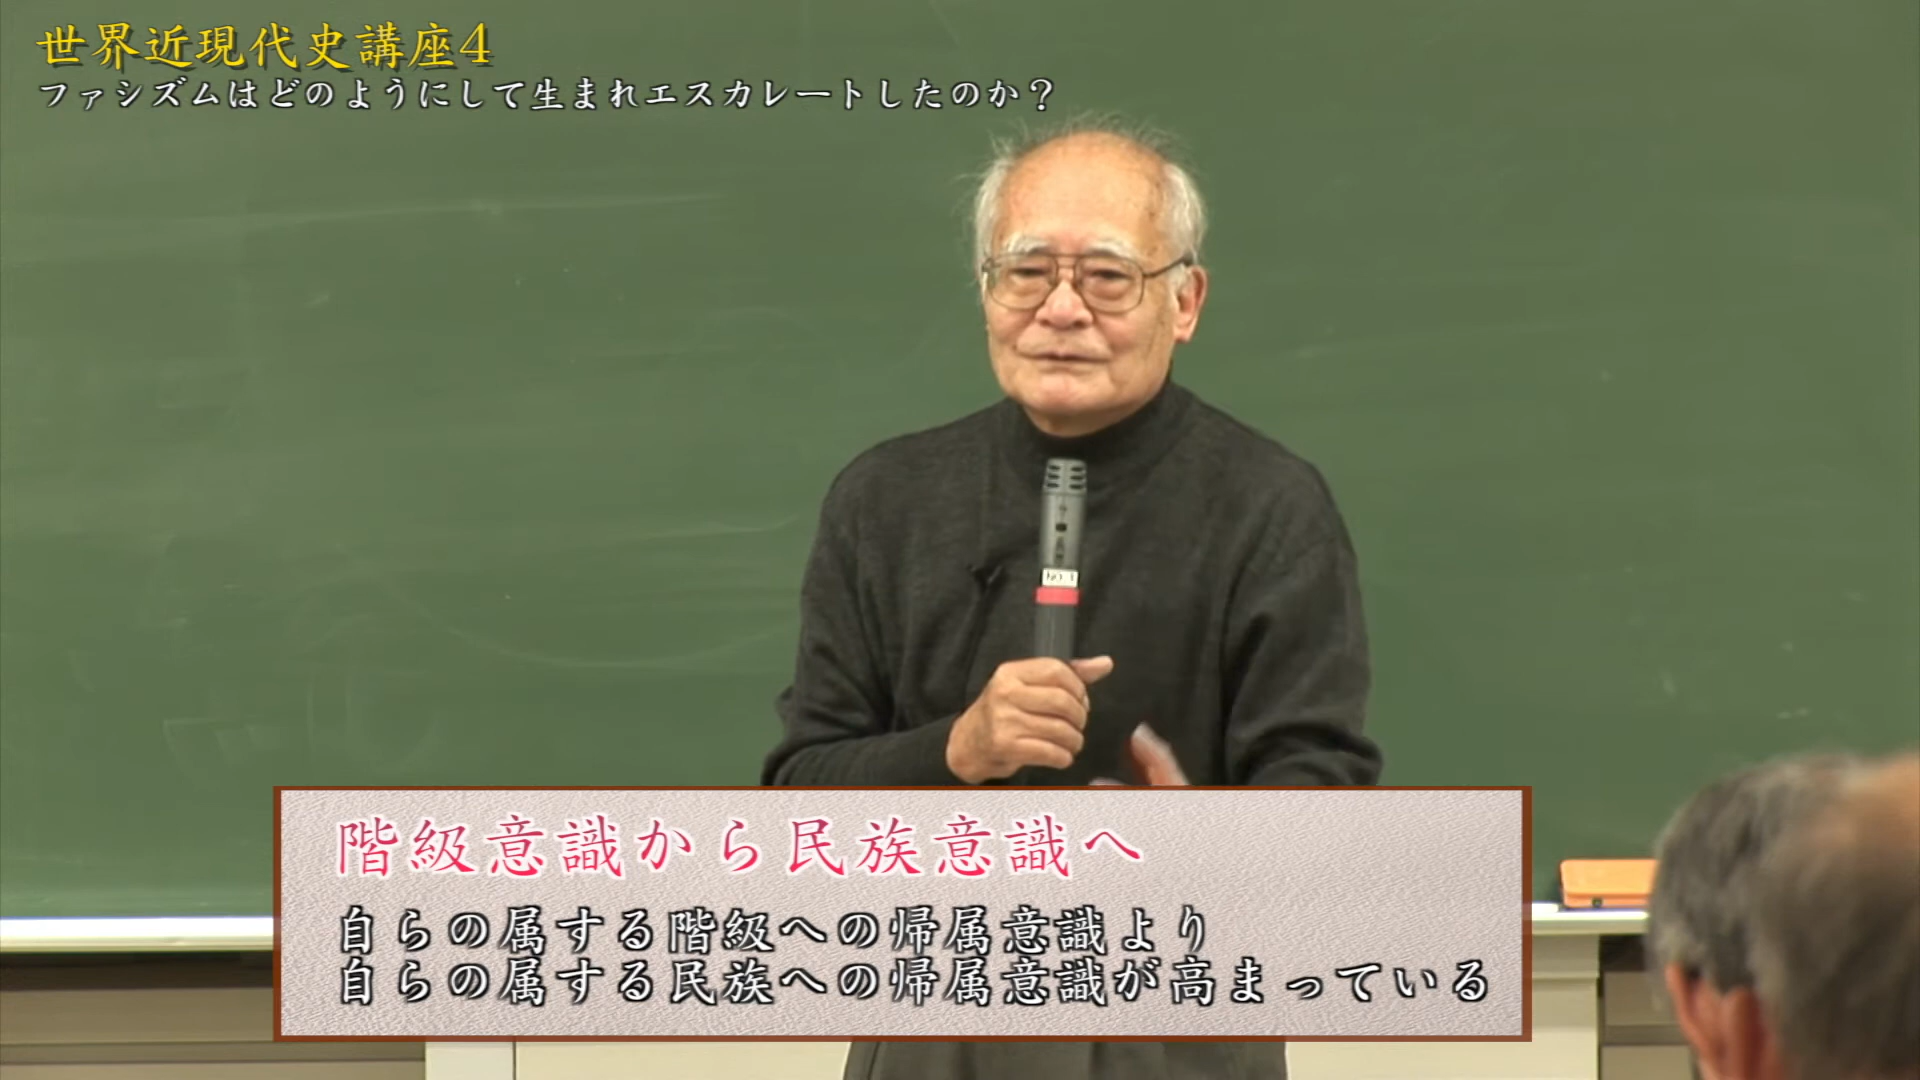 世界近現代史講座4
ファシズムはどのようにして生まれエスカレートしたのか？
NO.1
階級意識から民族意識へ
自らの属する階級への帰属意識より
自らの属する民族への帰属意識が高まっている